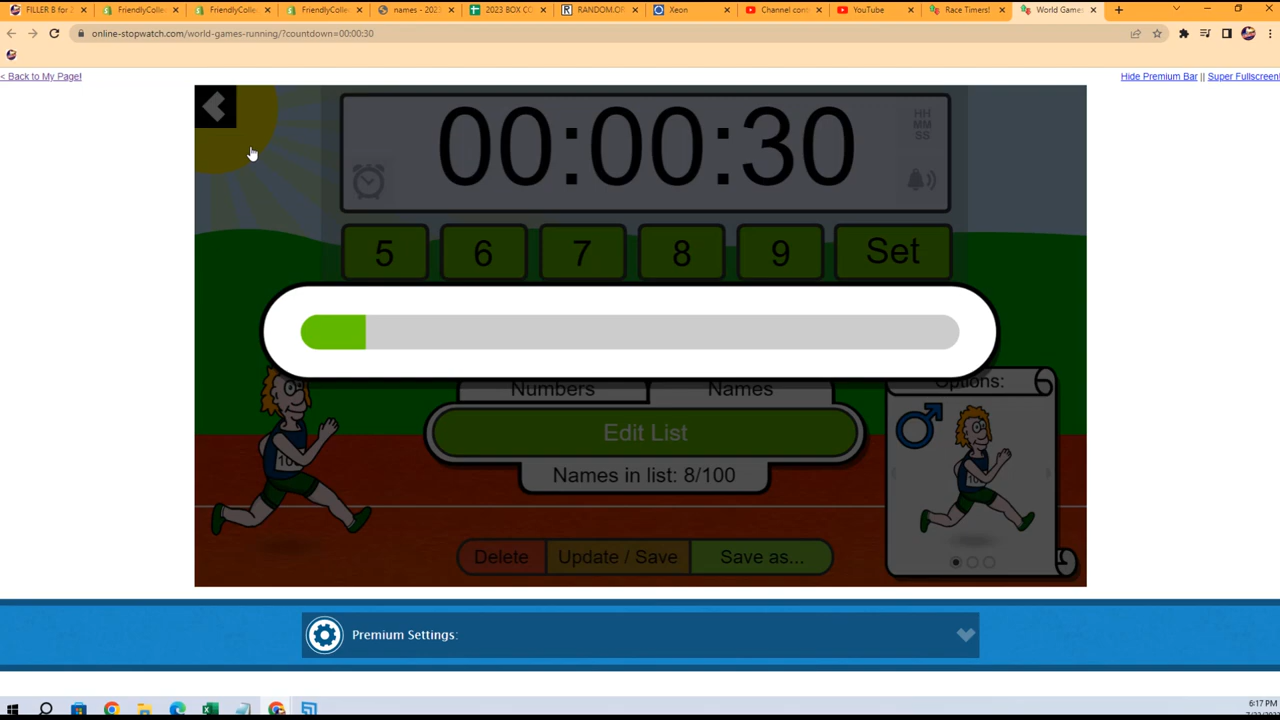 FILLER B for
FriendlyColle
FriendlyColle
FriendlyColle
names - 202
2023 BOX CO
RANDOM.OR
Xeon
Channel cont
YouTube
Race Timers!
World Games
online-stopwatch.com/world-games-running/?countdown=00:00:30
< Back to My Page!
Hide Premium Bar || Super Fullscreen!
00:00:30
HH
MM
SS
5 6 7 8 9 Set
Numbers Names
Options:
Edit List
Names in list: 8/100
Delete Update / Save Save as...
Premium Settings:
6:17 PM